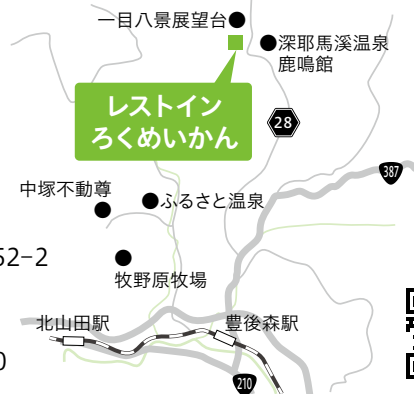 一目八景展望台
深耶馬溪温泉
鹿鳴館
レストイン
ろくめいかん
28
387
中塚不動尊
ふるさと温泉
52-2
牧野原牧場
北山田駅
豊後森駅
0
210